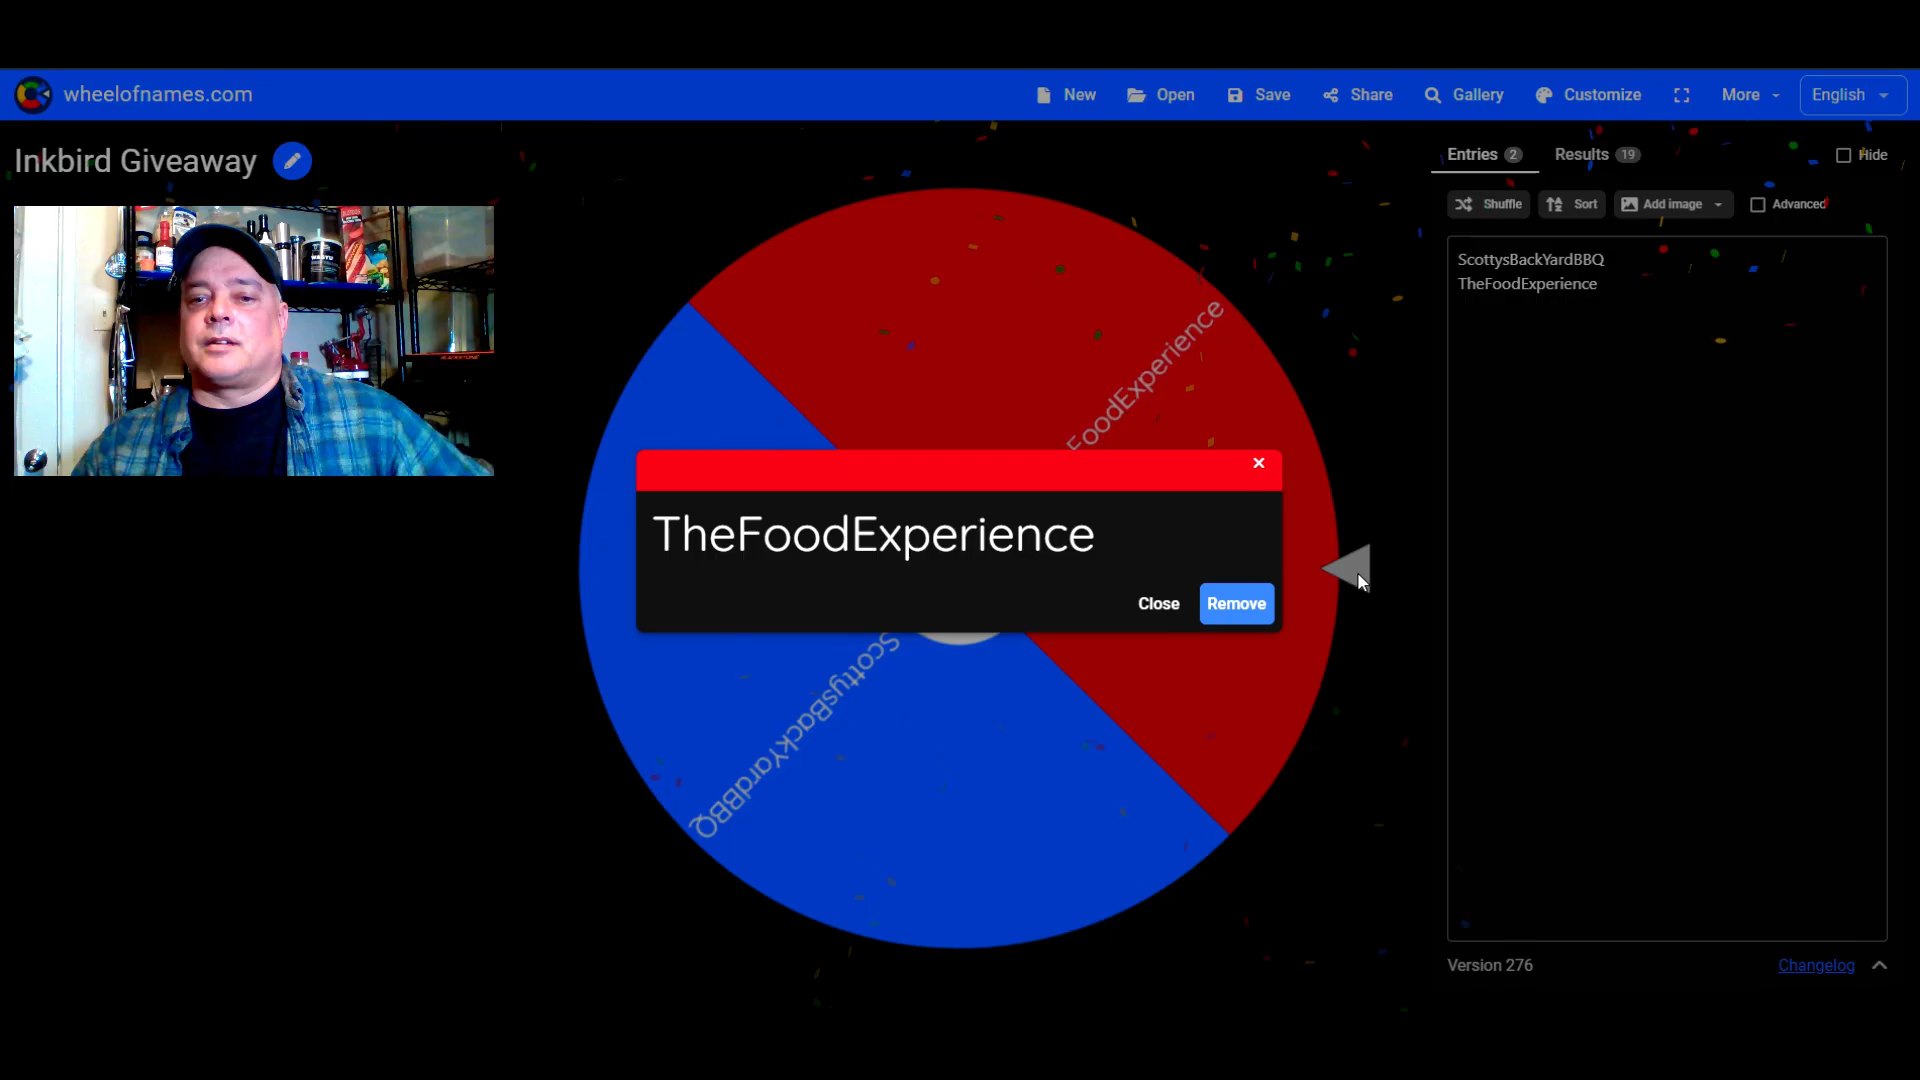 wheelofnames.com
New
Open
Save
Share
Gallery
Customize
More
English
Inkbird Giveaway
Entries 2
Results 19
Hide
Shuffle
Sort
Add image
Advanced
ScottysBackYardBBQ
TheFoodExperience
FoodExperience
TheFoodExperience
Close
Remove
ScottysBackYardBBQ
Version 276
Changelog